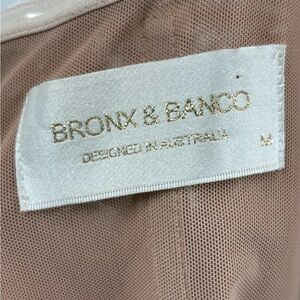 BRONX & BANCO
DESIGNED IN AUSTRALIA
M